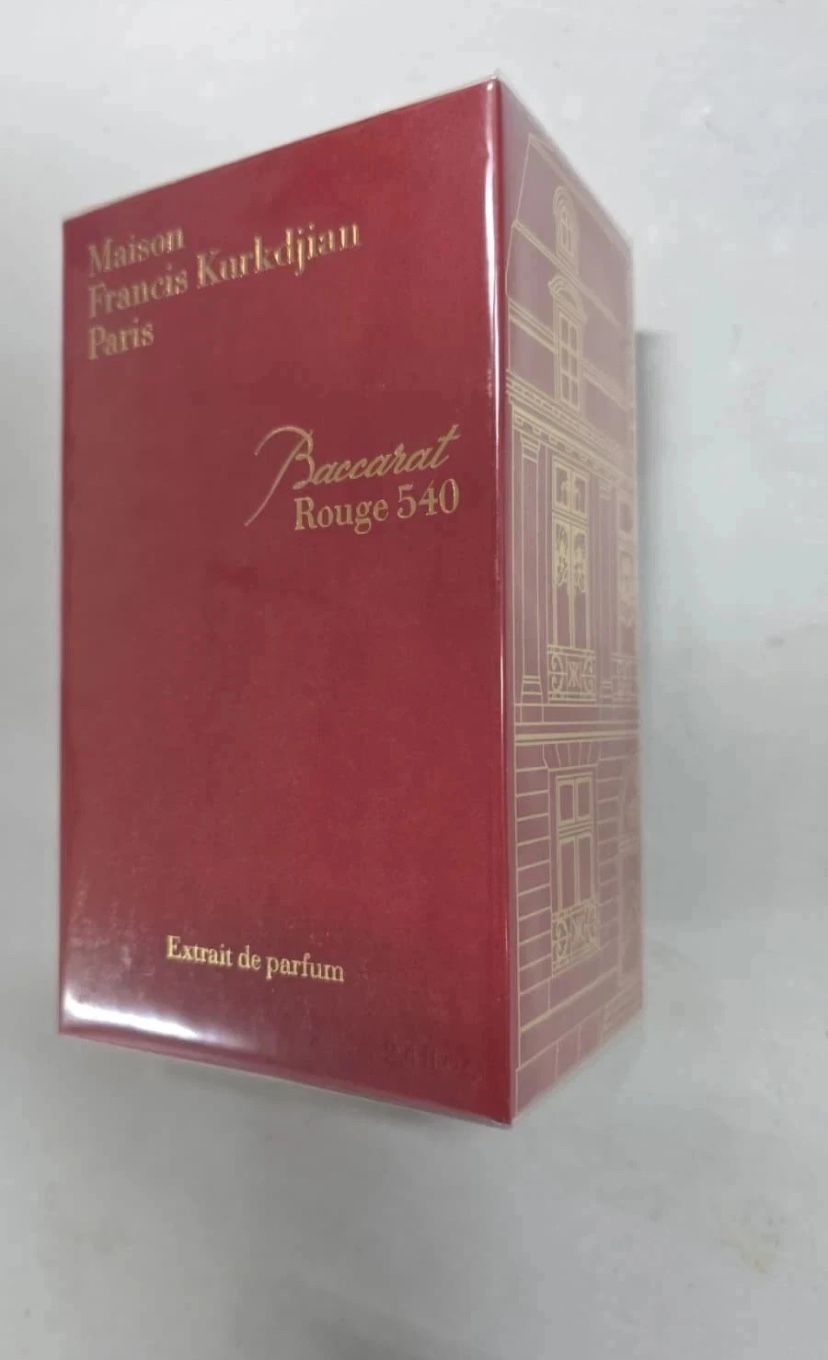 Maison
Francis Kurkdjian
Paris
Baccarat
Rouge 540
Extrait de parfum